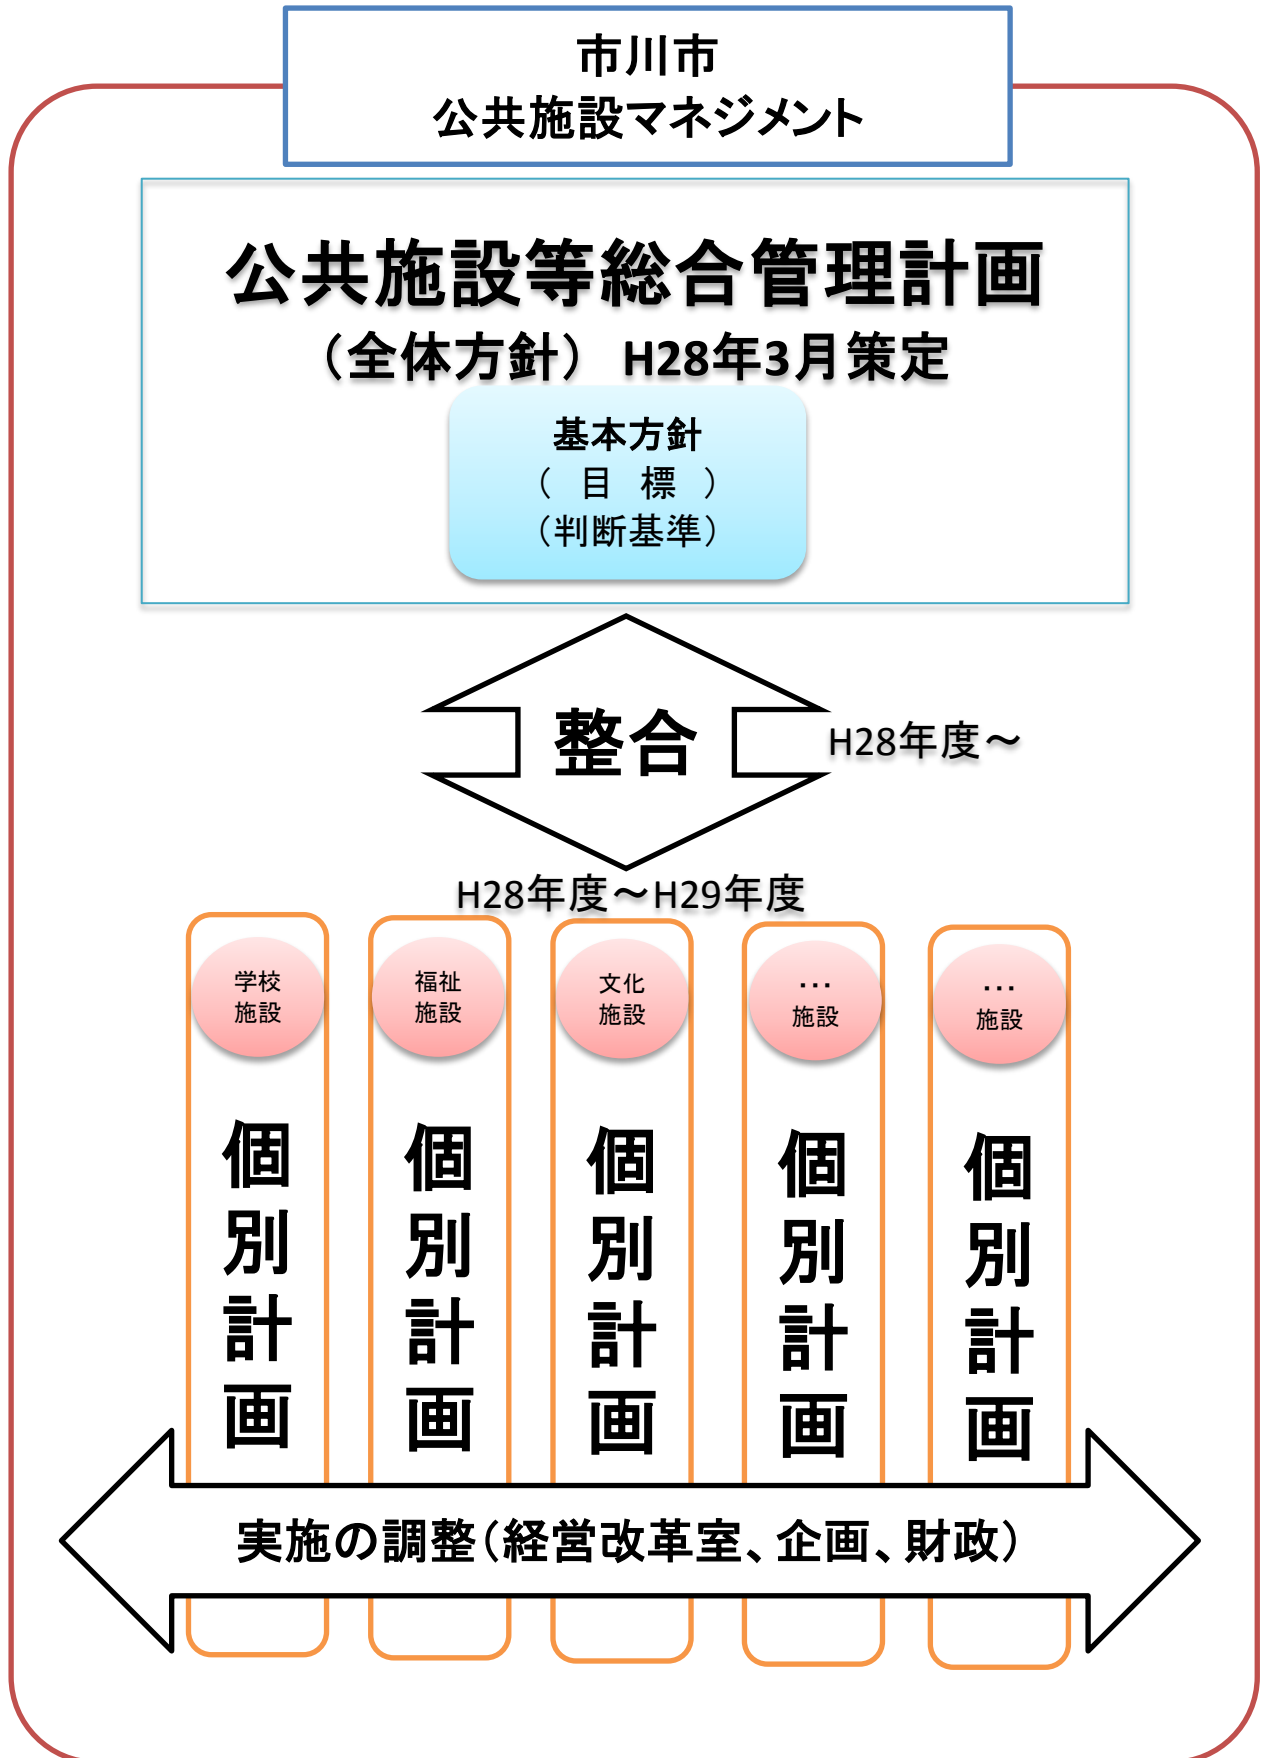 市川市
公共施設マネジメント
公共施設等総合管理計画
（全体方針） H28年3月策定
基本方針
（　目　標　）
（判断基準）
整合
H28年度～
H28年度～H29年度
学校
施設
個別計画
福祉
施設
個別計画
文化
施設
個別計画
…
施設
個別計画
…
施設
個別計画
実施の調整（経営改革室、企画、財政）